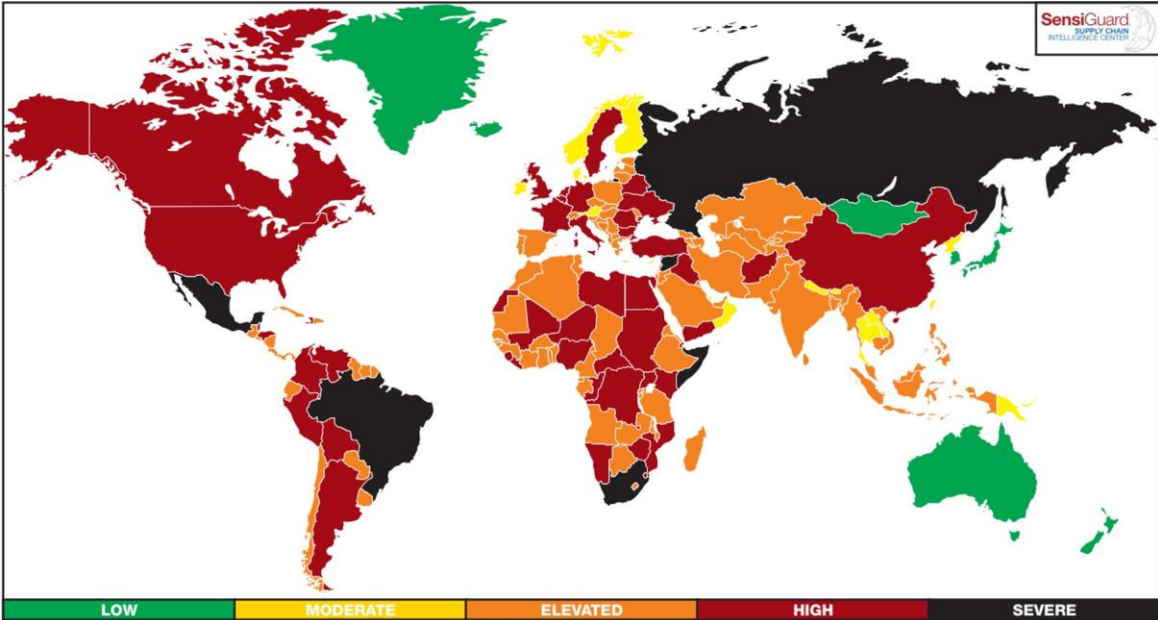 SensiGuard
SUPPLY CHAIN
INTELLIGENCE CENTER
LOW
MODERATE
ELEVATED
HIGH
SEVERE